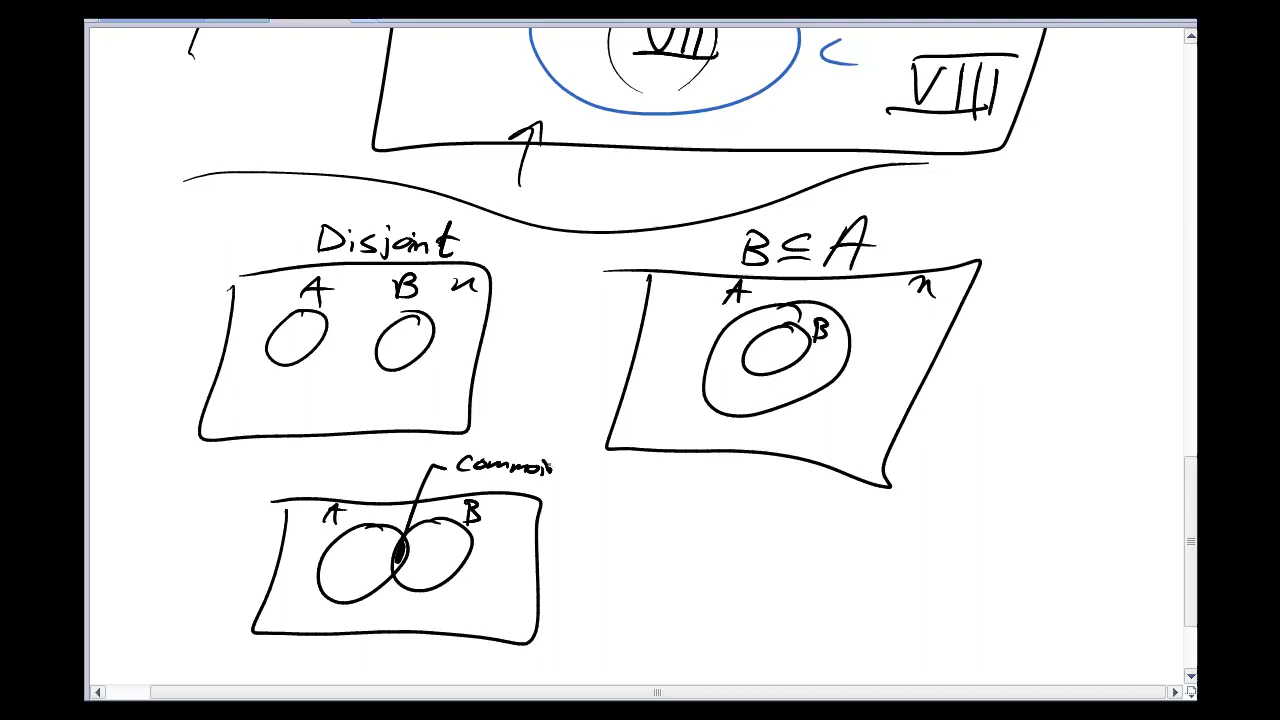 VII
C
VIII
Disjoint
A B
B ⊆ A
A
B
Common
A B